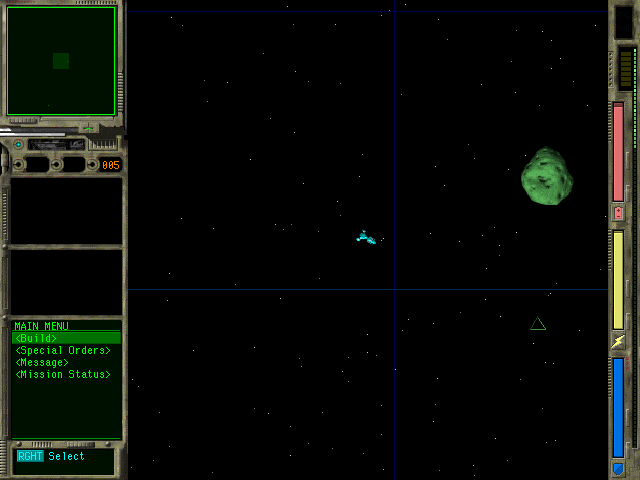 005
MAIN MENU
<Build>
<Special Orders>
<Message>
<Mission Status>
RGHT Select